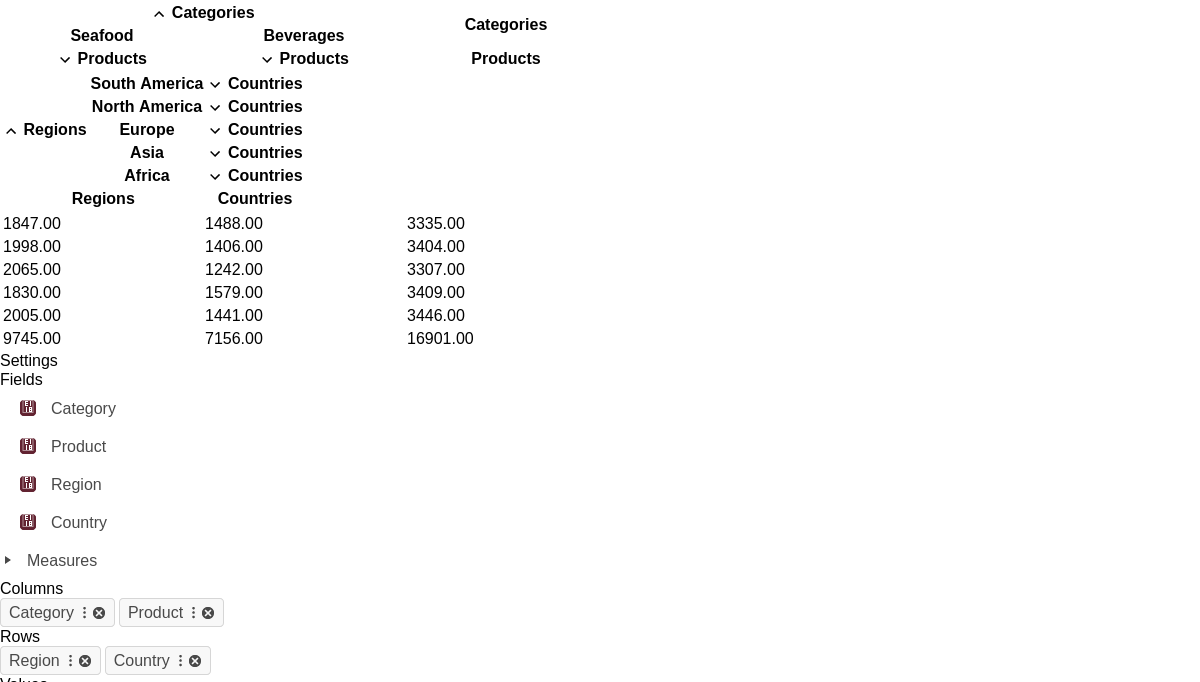 Categories
Categories
Seafood Beverages
Products Products Products
South America Countries
North America Countries
Regions Europe Countries
Asia Countries
Africa Countries
Regions Countries
1847.00 1488.00 3335.00
1998.00 1406.00 3404.00
2065.00 1242.00 3307.00
1830.00 1579.00 3409.00
2005.00 1441.00 3446.00
9745.00 7156.00 16901.00
Settings
Fields
Category
Product
Region
Country
Measures
Columns
Category Product
Rows
Region Country
Values